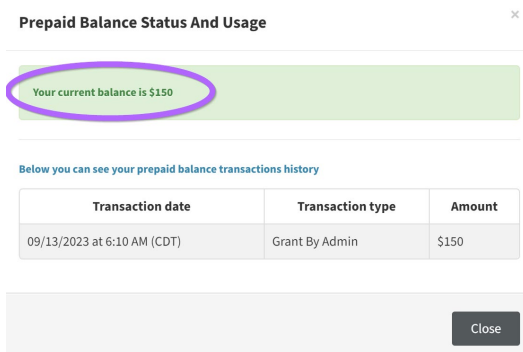 Prepaid Balance Status And Usage
×
Your current balance is $150
Below you can see your prepaid balance transactions history
Transaction date Transaction type Amount
09/13/2023 at 6:10 AM (CDT) Grant By Admin $150
Close